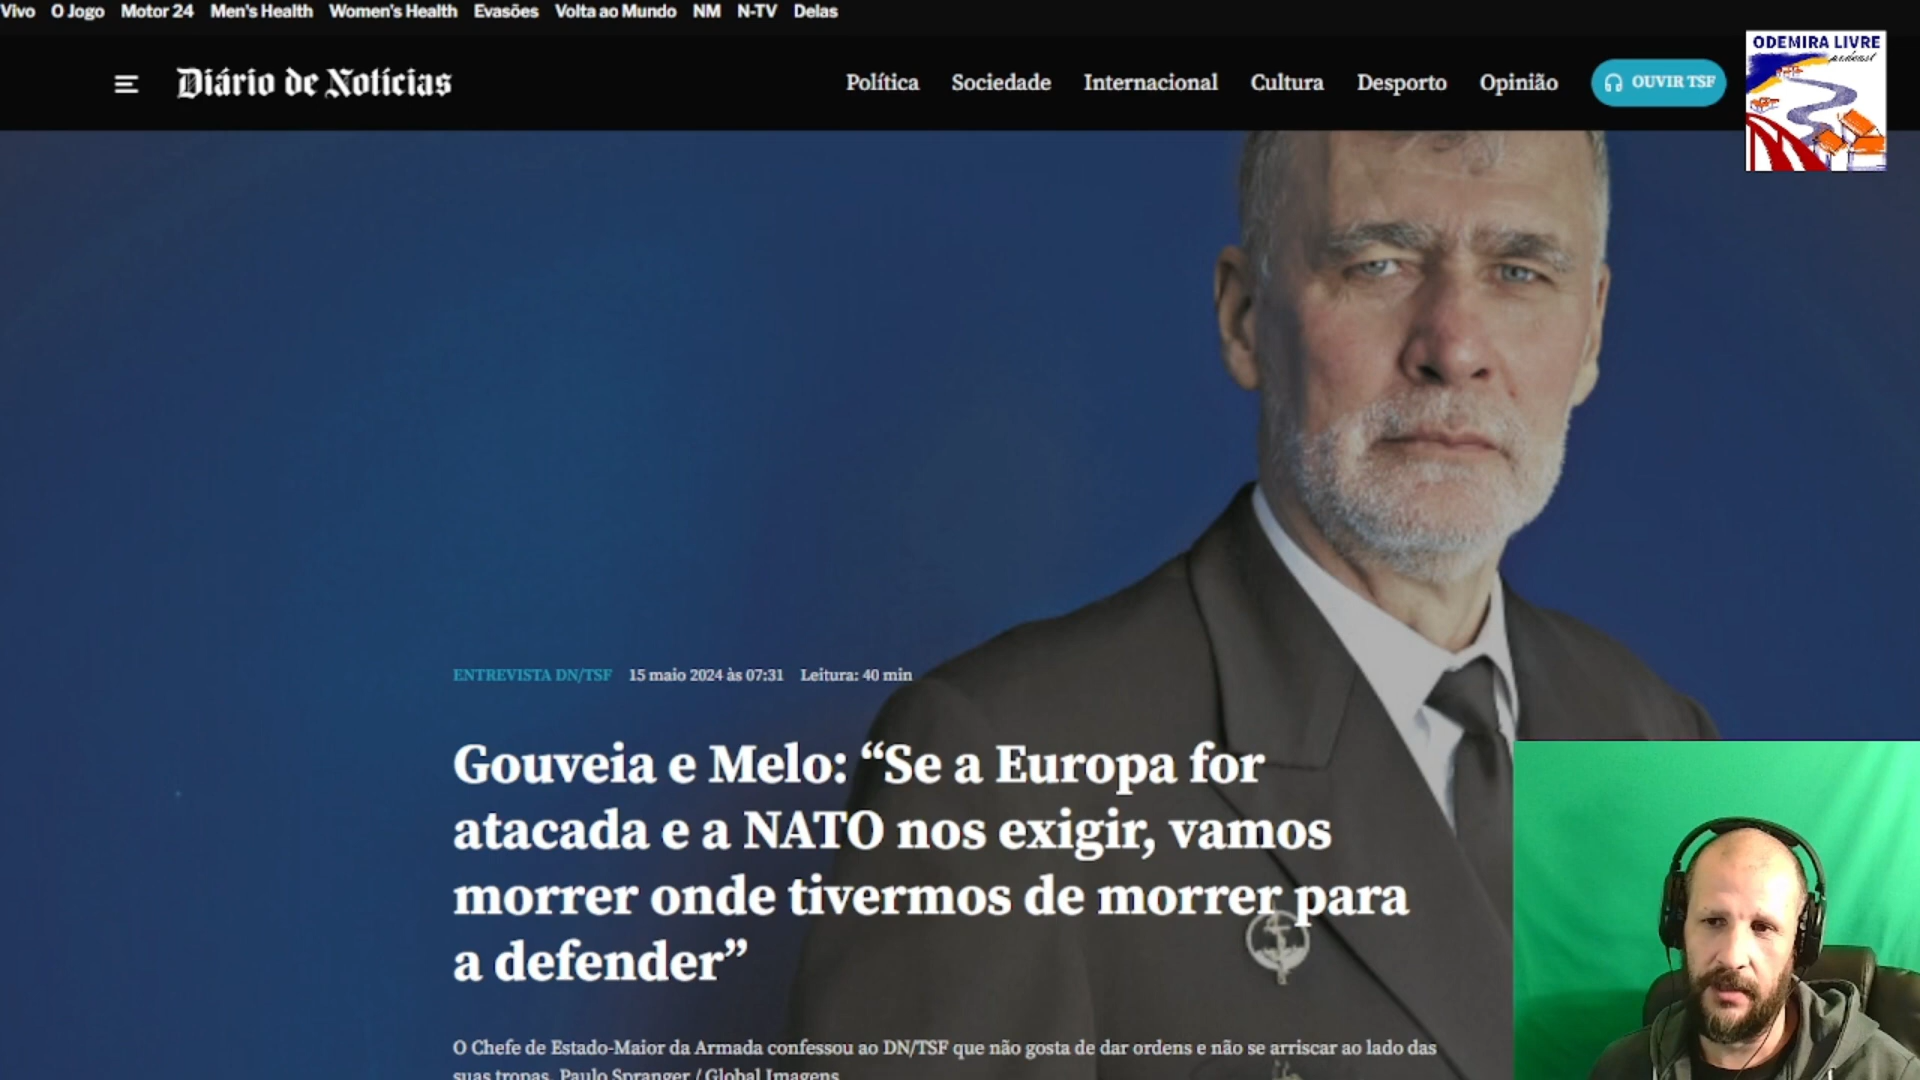 Vivo O Jogo Motor 24 Men's Health Women's Health Evasões Volta ao Mundo NM N-TV Delas
Diário de Notícias
Política Sociedade Internacional Cultura Desporto Opinião OUVIR TSF
ODEMIRA LIVRE
podcast
ENTREVISTA DN/TSF 15 maio 2024 às 07:31 Leitura: 40 min
Gouveia e Melo: “Se a Europa for
atacada e a NATO nos exigir, vamos
morrer onde tivermos de morrer para
a defender”
O Chefe de Estado-Maior da Armada confessou ao DN/TSF que não gosta de dar ordens e não se arriscar ao lado das
suas tropas. Paulo Spranger / Global Imagens